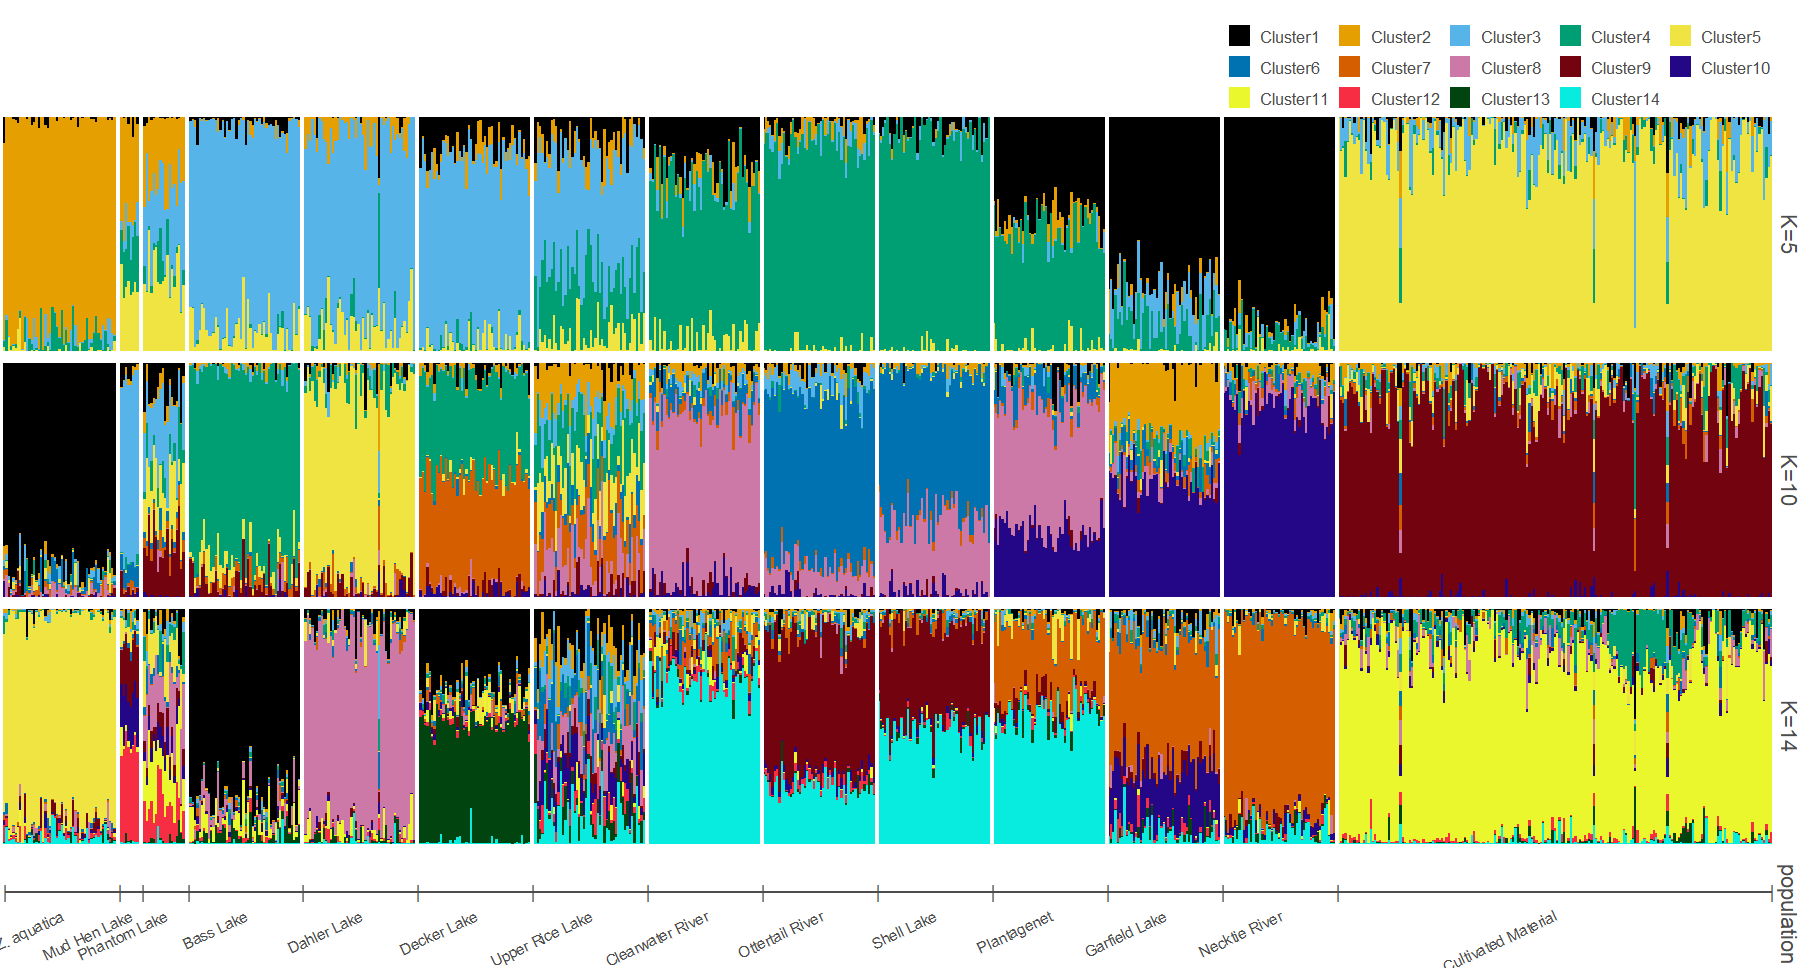 Cluster1 Cluster2 Cluster3 Cluster4 Cluster5
Cluster6 Cluster7 Cluster8 Cluster9 Cluster10
Cluster11 Cluster12 Cluster13 Cluster14
K=5
K=10
K=14
population
Z. aquatica
Mud Hen Lake
Phantom Lake
Bass Lake
Dahler Lake
Decker Lake
Upper Rice Lake
Clearwater River
Ottertail River
Shell Lake
Plantagenet
Garfield Lake
Necktie River
Cultivated Material